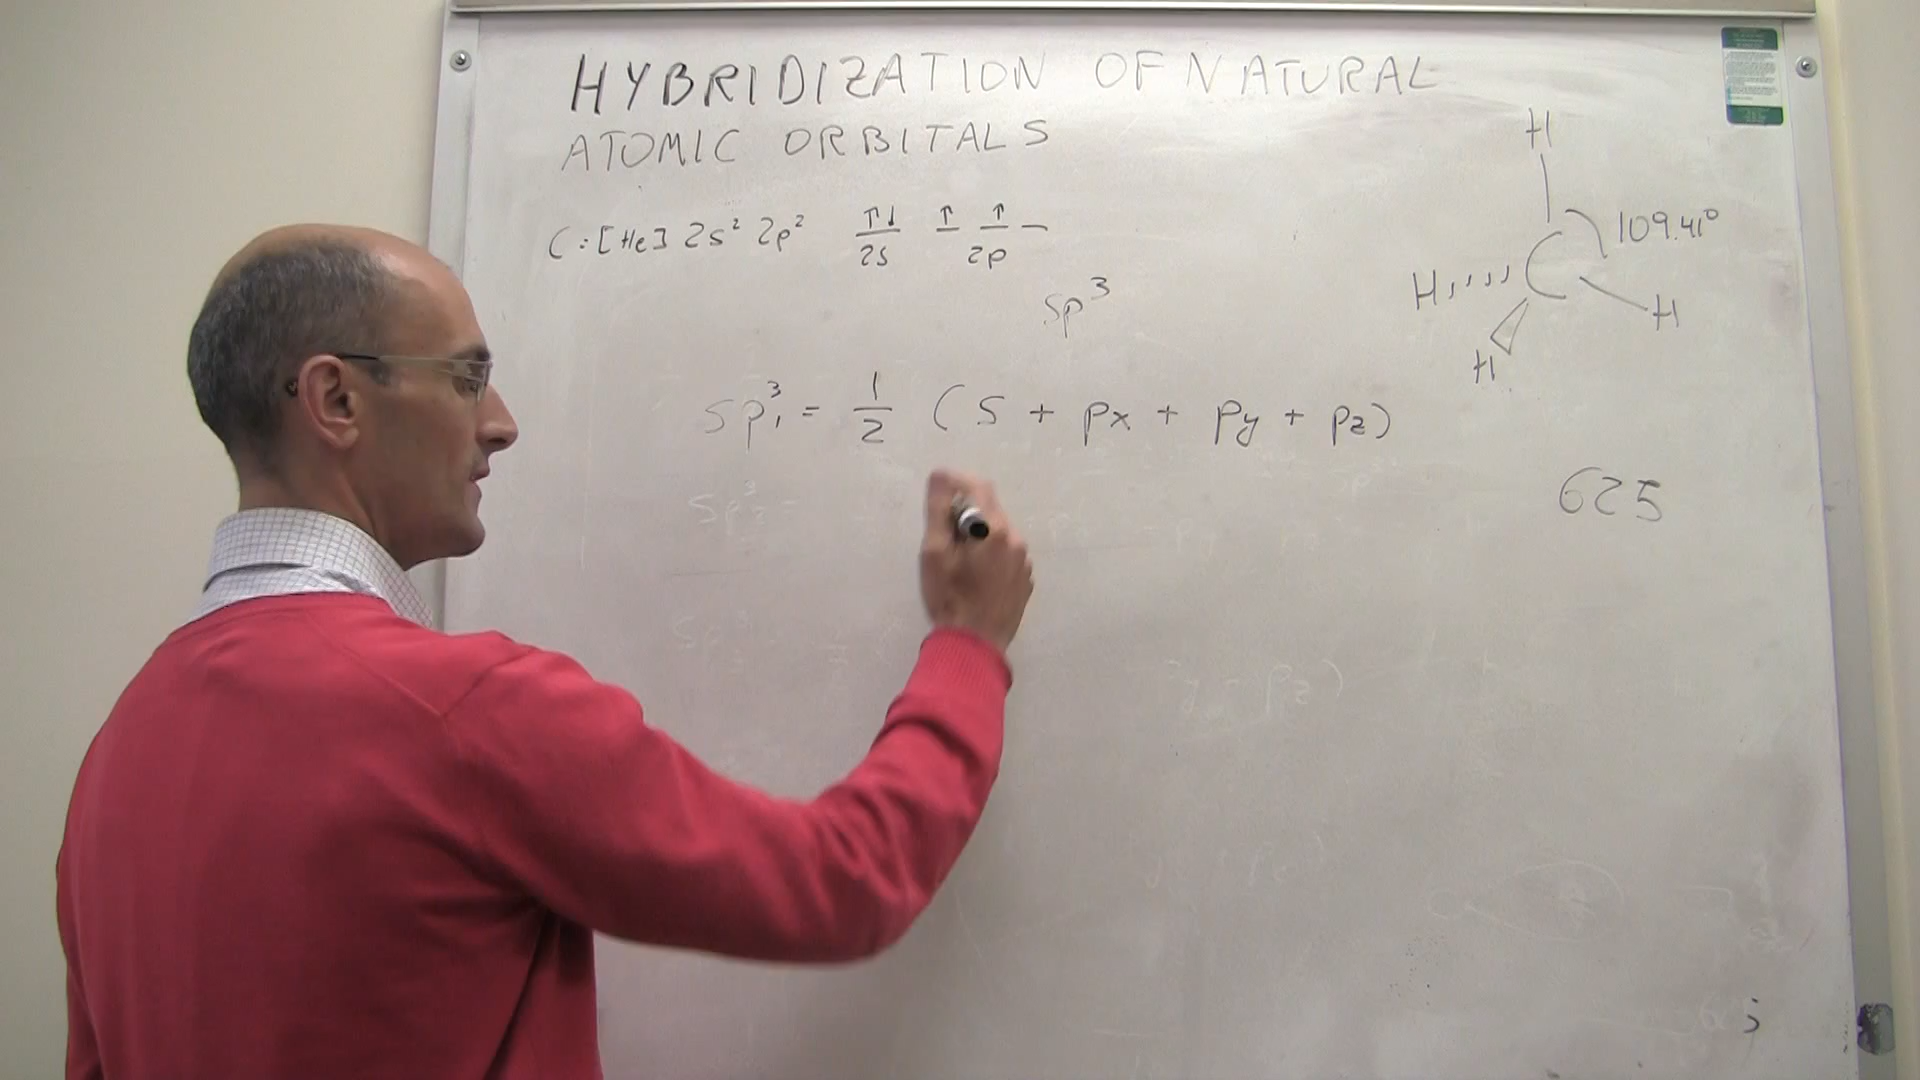 HYBRIDIZATION OF NATURAL
ATOMIC ORBITALS
C:[He] 2s² 2p² ↑↓ ↑ ↑
2s 2p
sp³
H
C
109.41°
H
H
H
sp³₁ = 1/2 (s + px + py + pz)
625